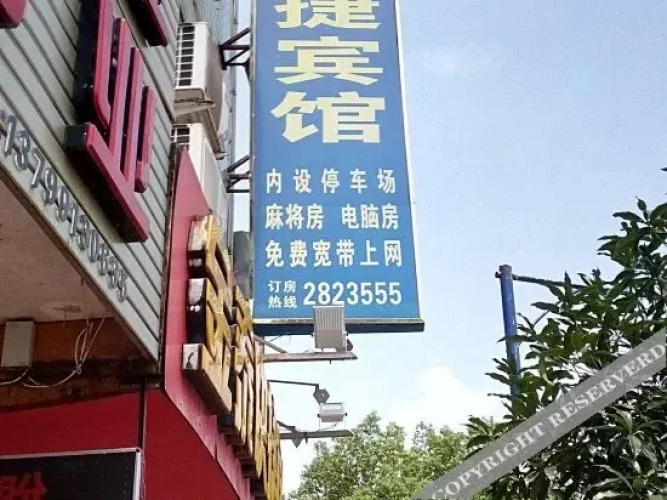 捷
宾
馆
内设停车场
麻将房 电脑房
免费宽带上网
订房
热线 2823555
业
COPYRIGHT RESERVED